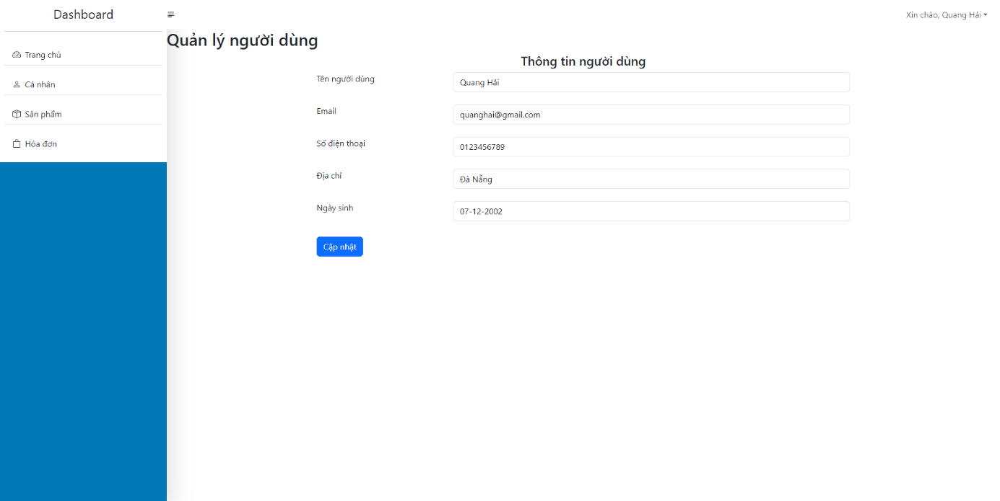 Dashboard
Xin chào, Quang Hải
Trang chủ
Cá nhân
Sản phẩm
Hóa đơn
Quản lý người dùng
Thông tin người dùng
Tên người dùng
Quang Hải
Email
quanghai@gmail.com
Số điện thoại
0123456789
Địa chỉ
Đà Nẵng
Ngày sinh
07-12-2002
Cập nhật